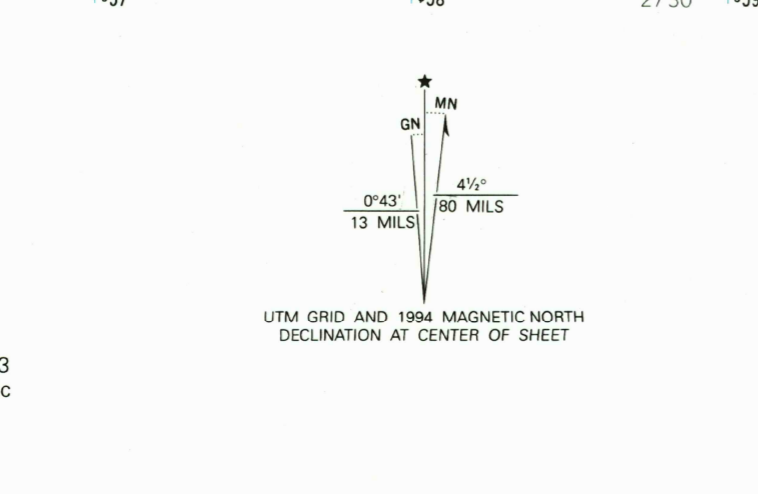 MN
GN
4½°
80 MILS
0°43'
13 MILS
UTM GRID AND 1994 MAGNETIC NORTH
DECLINATION AT CENTER OF SHEET
3
C